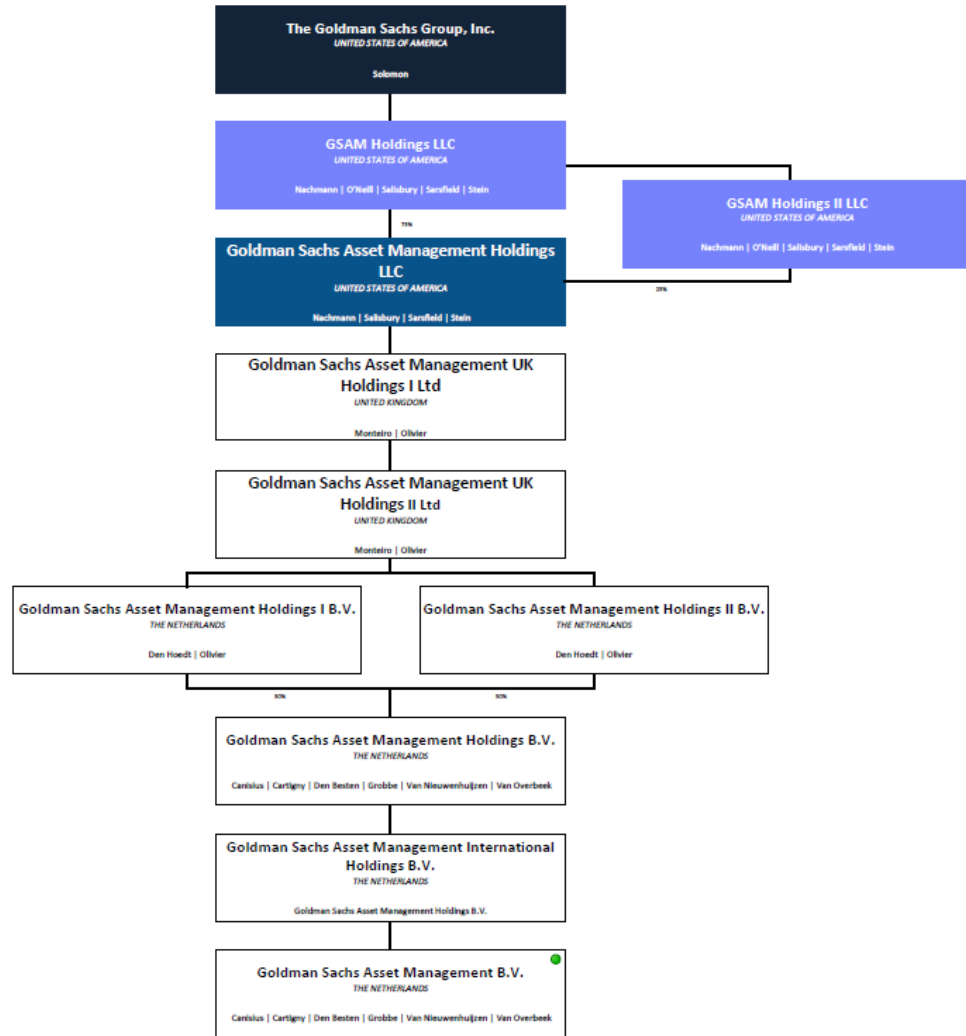 The Goldman Sachs Group, Inc.
UNITED STATES OF AMERICA
Solomon
GSAM Holdings LLC
UNITED STATES OF AMERICA
Nachmann | O'Neill | Salisbury | Sarsfield | Stein
GSAM Holdings II LLC
UNITED STATES OF AMERICA
Nachmann | O'Neill | Salisbury | Sarsfield | Stein
75%
Goldman Sachs Asset Management Holdings
LLC
UNITED STATES OF AMERICA
Nachmann | Salisbury | Sarsfield | Stein
25%
Goldman Sachs Asset Management UK
Holdings I Ltd
UNITED KINGDOM
Monteiro | Olivier
Goldman Sachs Asset Management UK
Holdings II Ltd
UNITED KINGDOM
Monteiro | Olivier
Goldman Sachs Asset Management Holdings I B.V.
THE NETHERLANDS
Den Hoedt | Olivier
Goldman Sachs Asset Management Holdings II B.V.
THE NETHERLANDS
Den Hoedt | Olivier
50%
50%
Goldman Sachs Asset Management Holdings B.V.
THE NETHERLANDS
Canisius | Cartigny | Den Besten | Grobbe | Van Nieuwenhuijzen | Van Overbeek
Goldman Sachs Asset Management International
Holdings B.V.
THE NETHERLANDS
Goldman Sachs Asset Management Holdings B.V.
Goldman Sachs Asset Management B.V.
THE NETHERLANDS
Canisius | Cartigny | Den Besten | Grobbe | Van Nieuwenhuijzen | Van Overbeek